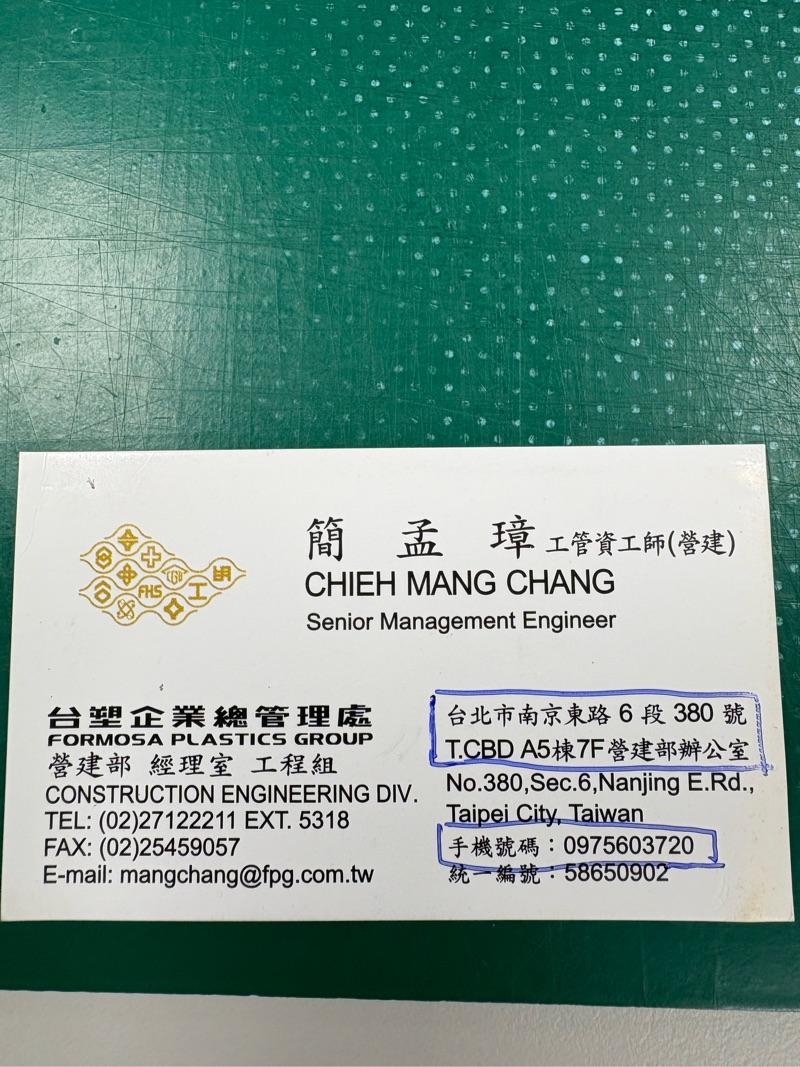 簡 孟 璋 工管資工師(營建)
CHIEH MANG CHANG
Senior Management Engineer
FHS
台塑企業總管理處
FORMOSA PLASTICS GROUP
營建部 經理室 工程組
CONSTRUCTION ENGINEERING DIV.
TEL: (02)27122211 EXT. 5318
FAX: (02)25459057
E-mail: mangchang@fpg.com.tw
台北市南京東路 6 段 380 號
T.CBD A5棟7F營建部辦公室
No.380,Sec.6,Nanjing E.Rd.,
Taipei City, Taiwan
手機號碼：0975603720
統一編號：58650902